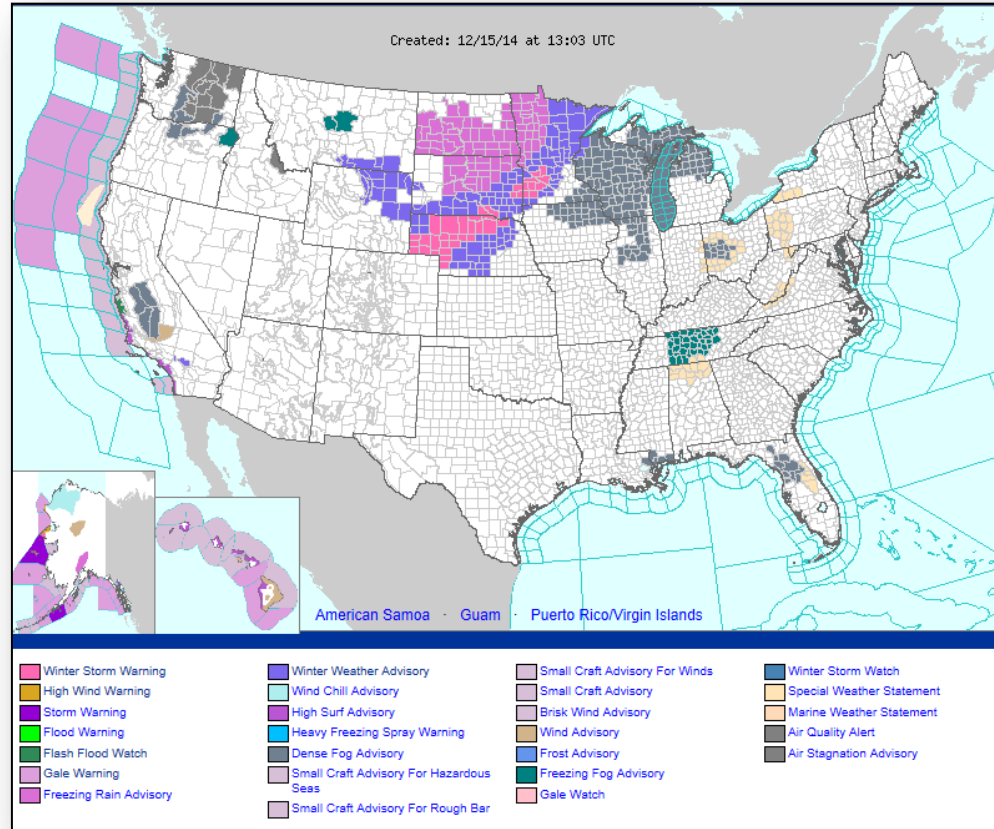 Created: 12/15/14 at 13:03 UTC
American Samoa · Guam · Puerto Rico/Virgin Islands
Winter Storm Warning
High Wind Warning
Storm Warning
Flood Warning
Flash Flood Watch
Gale Warning
Freezing Rain Advisory
Winter Weather Advisory
Wind Chill Advisory
High Surf Advisory
Heavy Freezing Spray Warning
Dense Fog Advisory
Small Craft Advisory For Hazardous
Seas
Small Craft Advisory For Rough Bar
Small Craft Advisory For Winds
Small Craft Advisory
Brisk Wind Advisory
Wind Advisory
Frost Advisory
Freezing Fog Advisory
Gale Watch
Winter Storm Watch
Special Weather Statement
Marine Weather Statement
Air Quality Alert
Air Stagnation Advisory